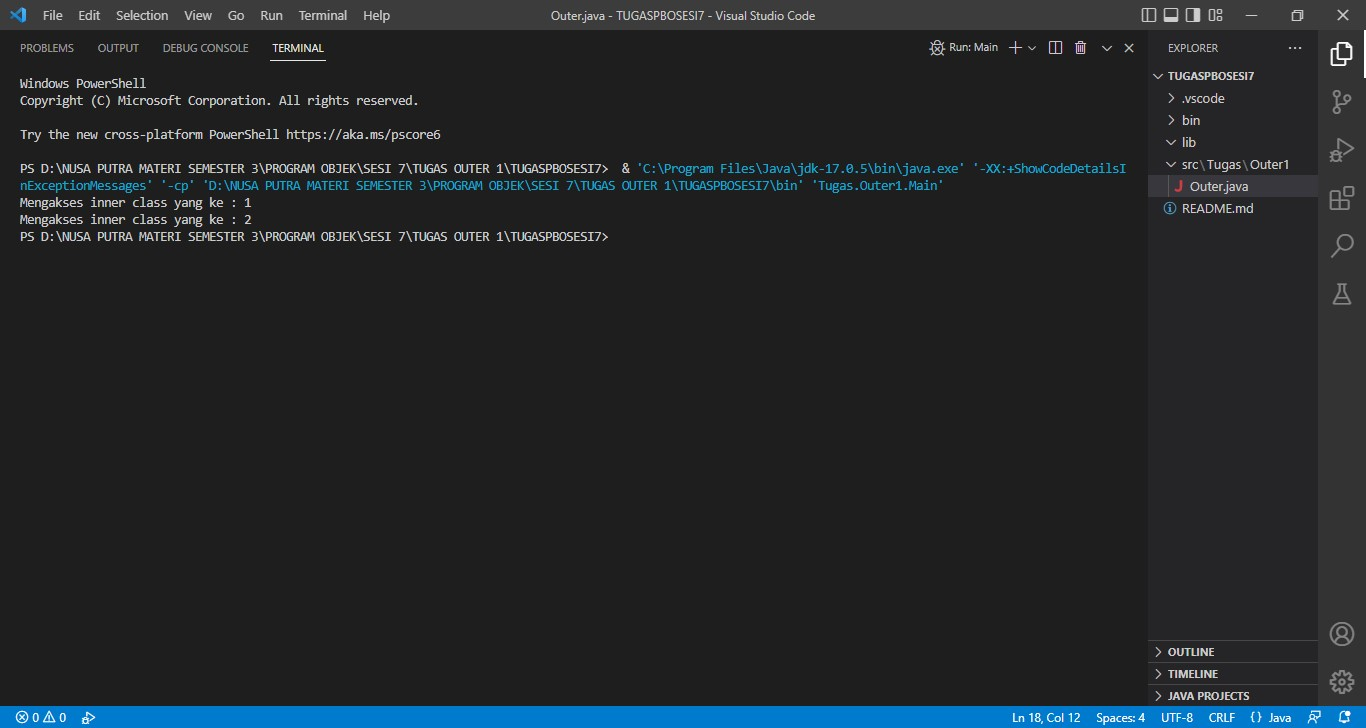 File Edit Selection View Go Run Terminal Help
Outer.java - TUGASPBOSESI7 - Visual Studio Code
PROBLEMS OUTPUT DEBUG CONSOLE TERMINAL
Run: Main
Windows PowerShell
Copyright (C) Microsoft Corporation. All rights reserved.
Try the new cross-platform PowerShell https://aka.ms/pscore6
PS D:\NUSA PUTRA MATERI SEMESTER 3\PROGRAM OBJEK\SESI 7\TUGAS OUTER 1\TUGASPBOSESI7> & 'C:\Program Files\Java\jdk-17.0.5\bin\java.exe' '-XX:+ShowCodeDetailsI
nExceptionMessages' '-cp' 'D:\NUSA PUTRA MATERI SEMESTER 3\PROGRAM OBJEK\SESI 7\TUGAS OUTER 1\TUGASPBOSESI7\bin' 'Tugas.Outer1.Main'
Mengakses inner class yang ke : 1
Mengakses inner class yang ke : 2
PS D:\NUSA PUTRA MATERI SEMESTER 3\PROGRAM OBJEK\SESI 7\TUGAS OUTER 1\TUGASPBOSESI7>
EXPLORER
TUGASPBOSESI7
.vscode
bin
lib
src\Tugas\Outer1
J Outer.java
README.md
OUTLINE
TIMELINE
JAVA PROJECTS
0 0
Ln 18, Col 12 Spaces: 4 UTF-8 CRLF {} Java